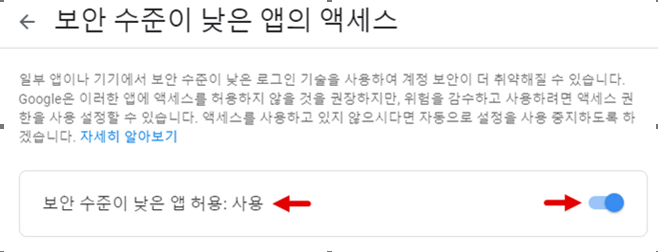 보안 수준이 낮은 앱의 액세스
일부 앱이나 기기에서 보안 수준이 낮은 로그인 기술을 사용하여 계정 보안이 더 취약해질 수 있습니다.
Google은 이러한 앱에 액세스를 허용하지 않을 것을 권장하지만, 위험을 감수하고 사용하려면 액세스 권
한을 사용 설정할 수 있습니다. 액세스를 사용하고 있지 않으시다면 자동으로 설정을 사용 중지하도록 하
겠습니다. 자세히 알아보기
보안 수준이 낮은 앱 허용: 사용